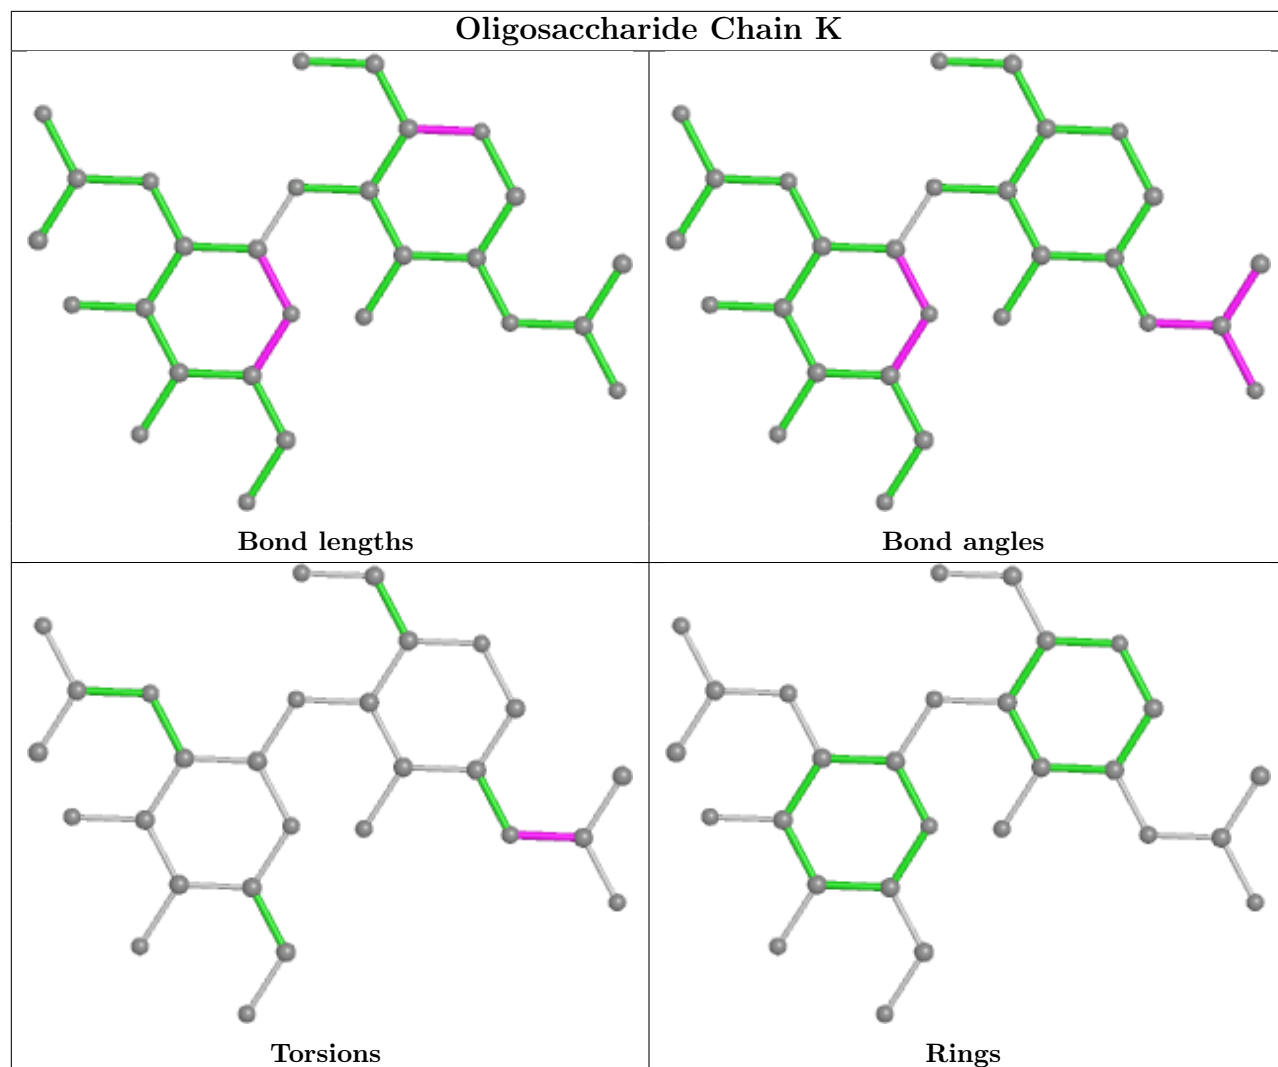 Oligosaccharide Chain K
Bond lengths
Bond angles
Torsions
Rings